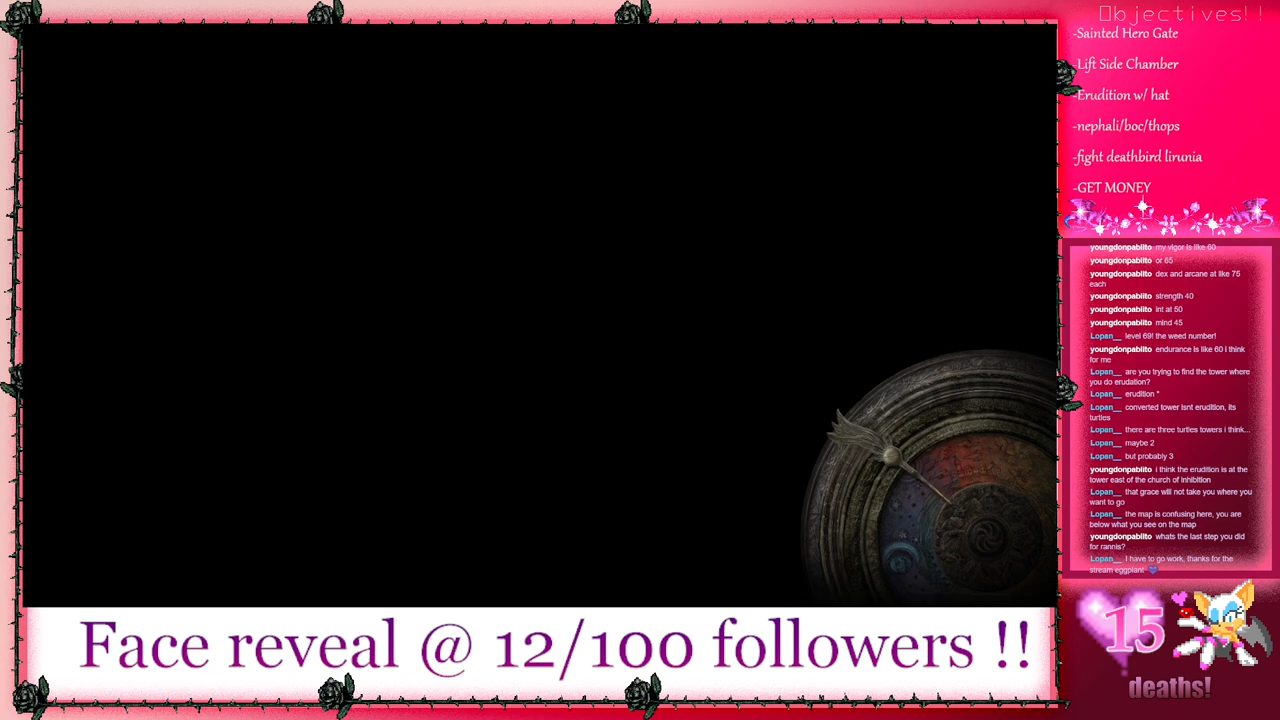 Objectives!!
-Sainted Hero Gate
-Lift Side Chamber
-Erudition w/ hat
-nephali/boc/thops
-fight deathbird lirunia
-GET MONEY
youngdonpablito my vigor is like 60
youngdonpablito or 65
youngdonpablito dex and arcane at like 75
each
youngdonpablito strength 40
youngdonpablito int at 50
youngdonpablito mind 45
Lopan__ level 69! the weed number!
youngdonpablito endurance is like 60 i think
for me
Lopan__ are you trying to find the tower where
you do erudation?
Lopan__ erudition *
Lopan__ converted tower isnt erudition, its
turtles
Lopan__ there are three turtles towers i think...
Lopan__ maybe 2
Lopan__ but probably 3
youngdonpablito i think the erudition is at the
tower east of the church of inhibition
Lopan__ that grace will not take you where you
want to go
Lopan__ the map is confusing here, you are
below what you see on the map
youngdonpablito whats the last step you did
for rannis?
Lopan__ I have to go work, thanks for the
stream eggplant
15
deaths!
Face reveal @ 12/100 followers !!